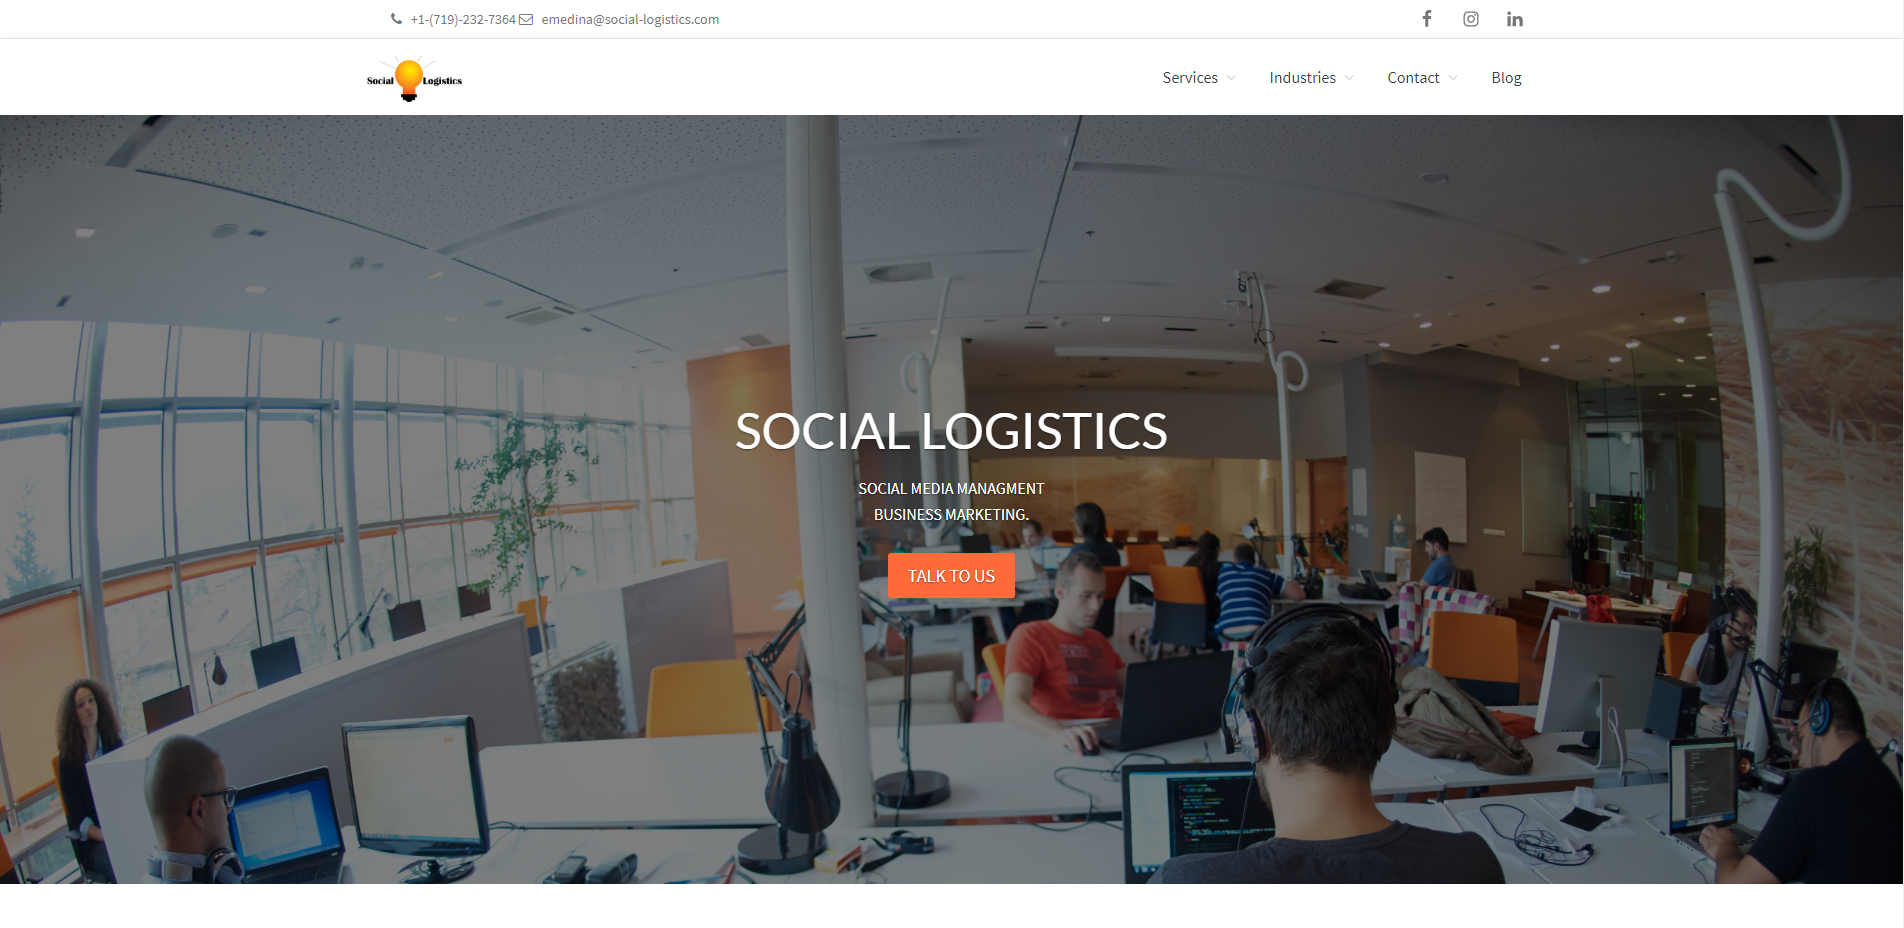 +1-(719)-232-7364 emedina@social-logistics.com
Social Logistics
Services Industries Contact Blog
SOCIAL LOGISTICS
SOCIAL MEDIA MANAGMENT
BUSINESS MARKETING.
TALK TO US